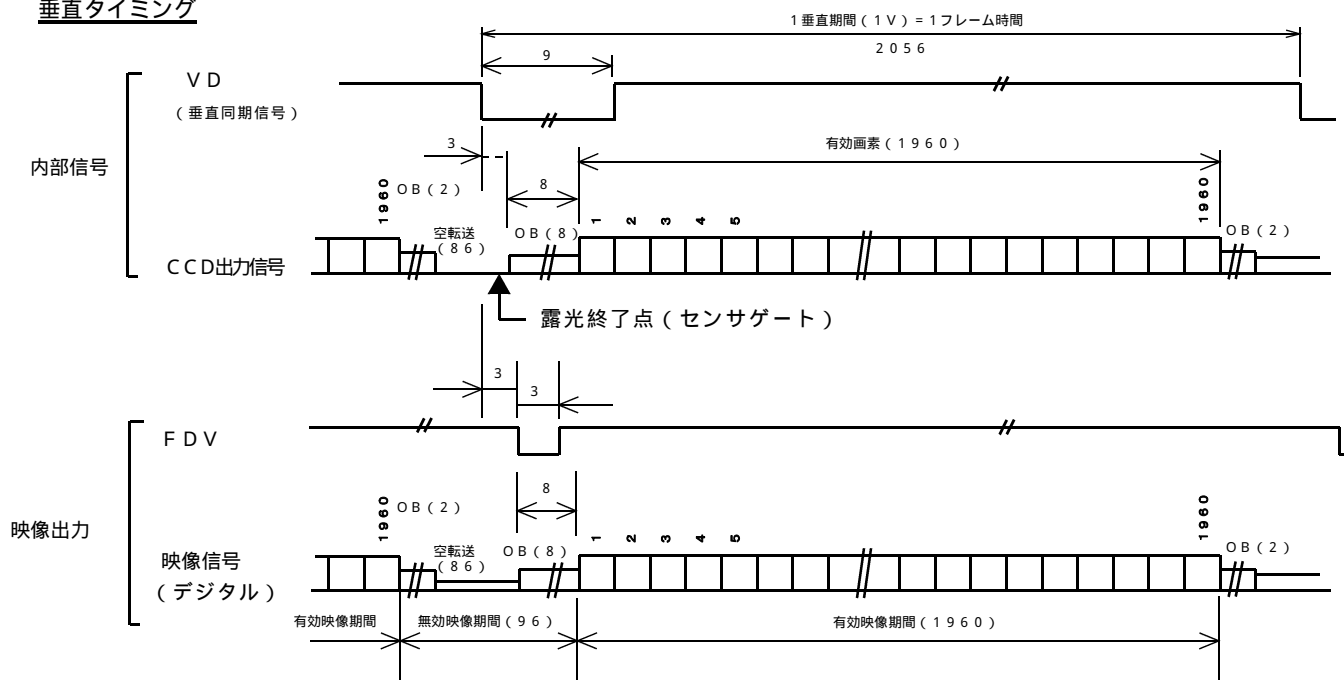 垂直タイミング
1垂直期間(1V)=1フレーム時間
2056
9
VD
(垂直同期信号)
3
有効画素(1960)
内部信号
1960
OB(2)
8
1960
空転送
(86)
OB(8)
1
2
3
4
5
OB(2)
CCD出力信号
露光終了点(センサゲート)
3
3
FDV
8
1960
OB(2)
1960
映像出力
空転送
(86)
OB(8)
1
2
3
4
5
OB(2)
映像信号
(デジタル)
有効映像期間
無効映像期間(96)
有効映像期間(1960)